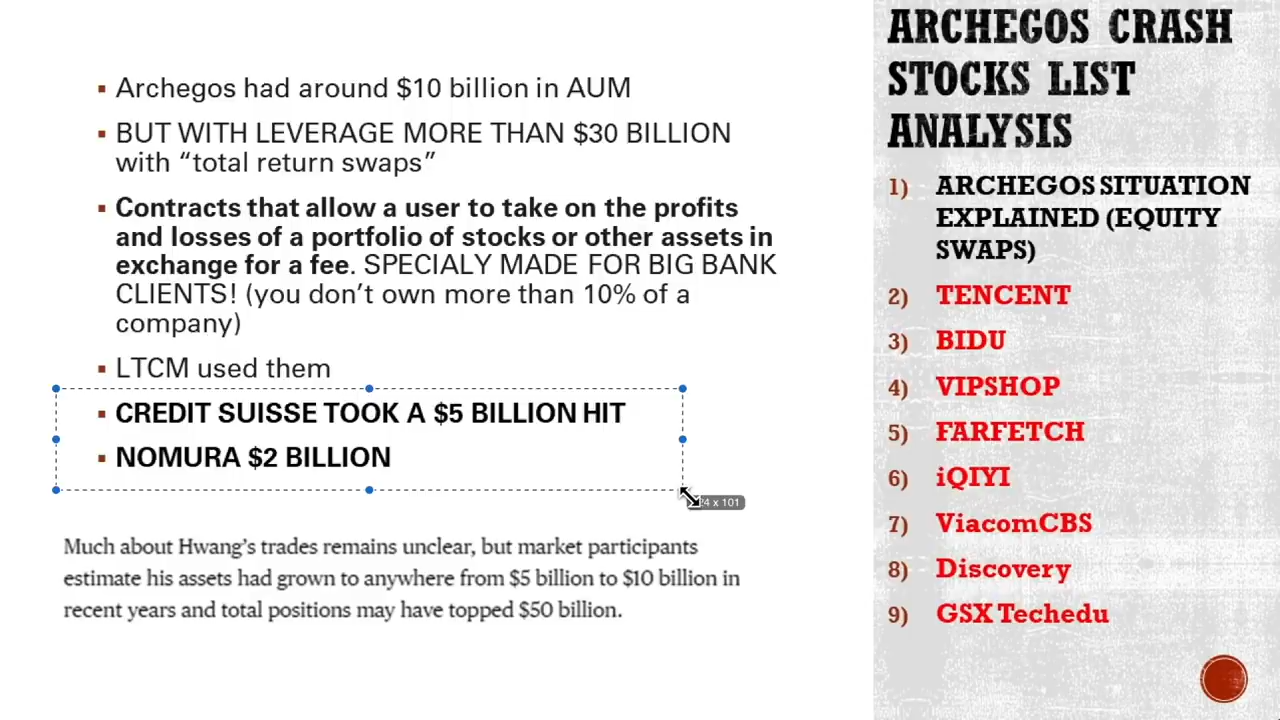 Archegos had around $10 billion in AUM
BUT WITH LEVERAGE MORE THAN $30 BILLION
with “total return swaps”
Contracts that allow a user to take on the profits
and losses of a portfolio of stocks or other assets in
exchange for a fee. SPECIALY MADE FOR BIG BANK
CLIENTS! (you don’t own more than 10% of a
company)
LTCM used them
CREDIT SUISSE TOOK A $5 BILLION HIT
NOMURA $2 BILLION
x 101
Much about Hwang’s trades remains unclear, but market participants
estimate his assets had grown to anywhere from $5 billion to $10 billion in
recent years and total positions may have topped $50 billion.
ARCHEGOS CRASH
STOCKS LIST
ANALYSIS
1) ARCHEGOS SITUATION
EXPLAINED (EQUITY
SWAPS)
2) TENCENT
3) BIDU
4) VIPSHOP
5) FARFETCH
6) iQIYI
7) ViacomCBS
8) Discovery
9) GSX Techedu